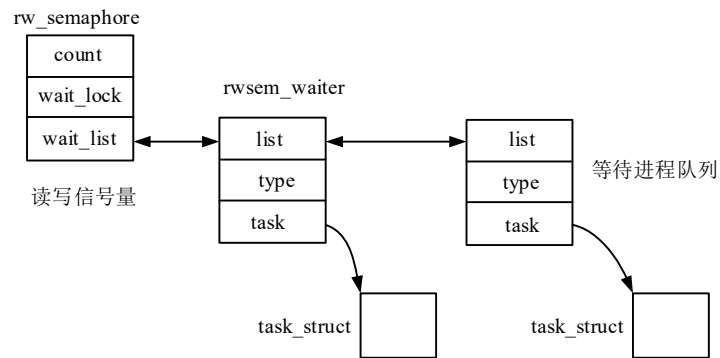 rw_semaphore
count
wait_lock
wait_list
读写信号量
rwsem_waiter
list
type
task
task_struct
list
type
task
task_struct
等待进程队列